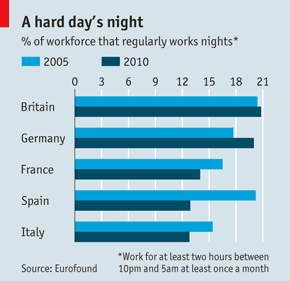 A hard day's night
% of workforce that regularly works nights*
2005 2010
0 3 6 9 12 15 18 21
Britain
Germany
France
Spain
Italy
*Work for at least two hours between
Source: Eurofound 10pm and 5am at least once a month